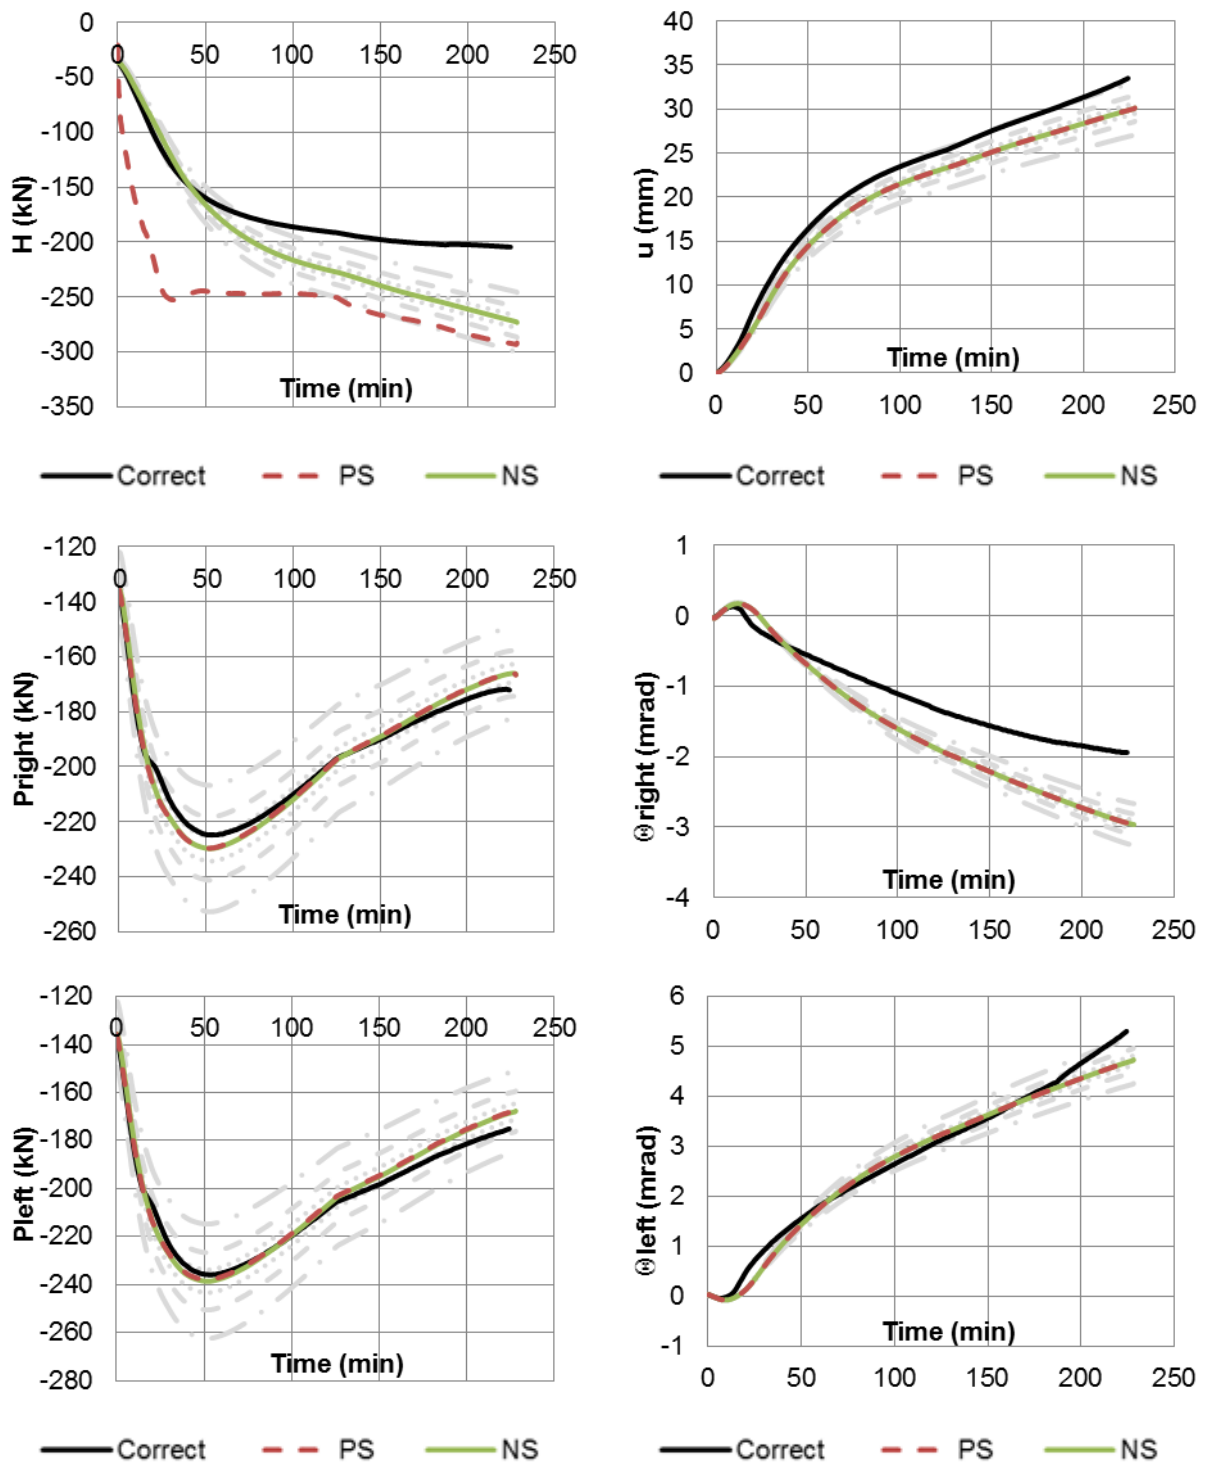 0
-50
-100
-150
-200
-250
-300
-350
0 50 100 150 200 250
H (kN)
Time (min)
40
35
30
25
20
15
10
5
0
0 50 100 150 200 250
u (mm)
Time (min)
Correct PS NS
Correct PS NS
-120
-140
-160
-180
-200
-220
-240
-260
0 50 100 150 200 250
Pright (kN)
Time (min)
1
0
-1
-2
-3
-4
0 50 100 150 200 250
Θright (mrad)
Time (min)
-120
-140
-160
-180
-200
-220
-240
-260
-280
0 50 100 150 200 250
Pleft (kN)
Time (min)
6
5
4
3
2
1
0
-1
0 50 100 150 200 250
Θleft (mrad)
Time (min)
Correct PS NS
Correct PS NS